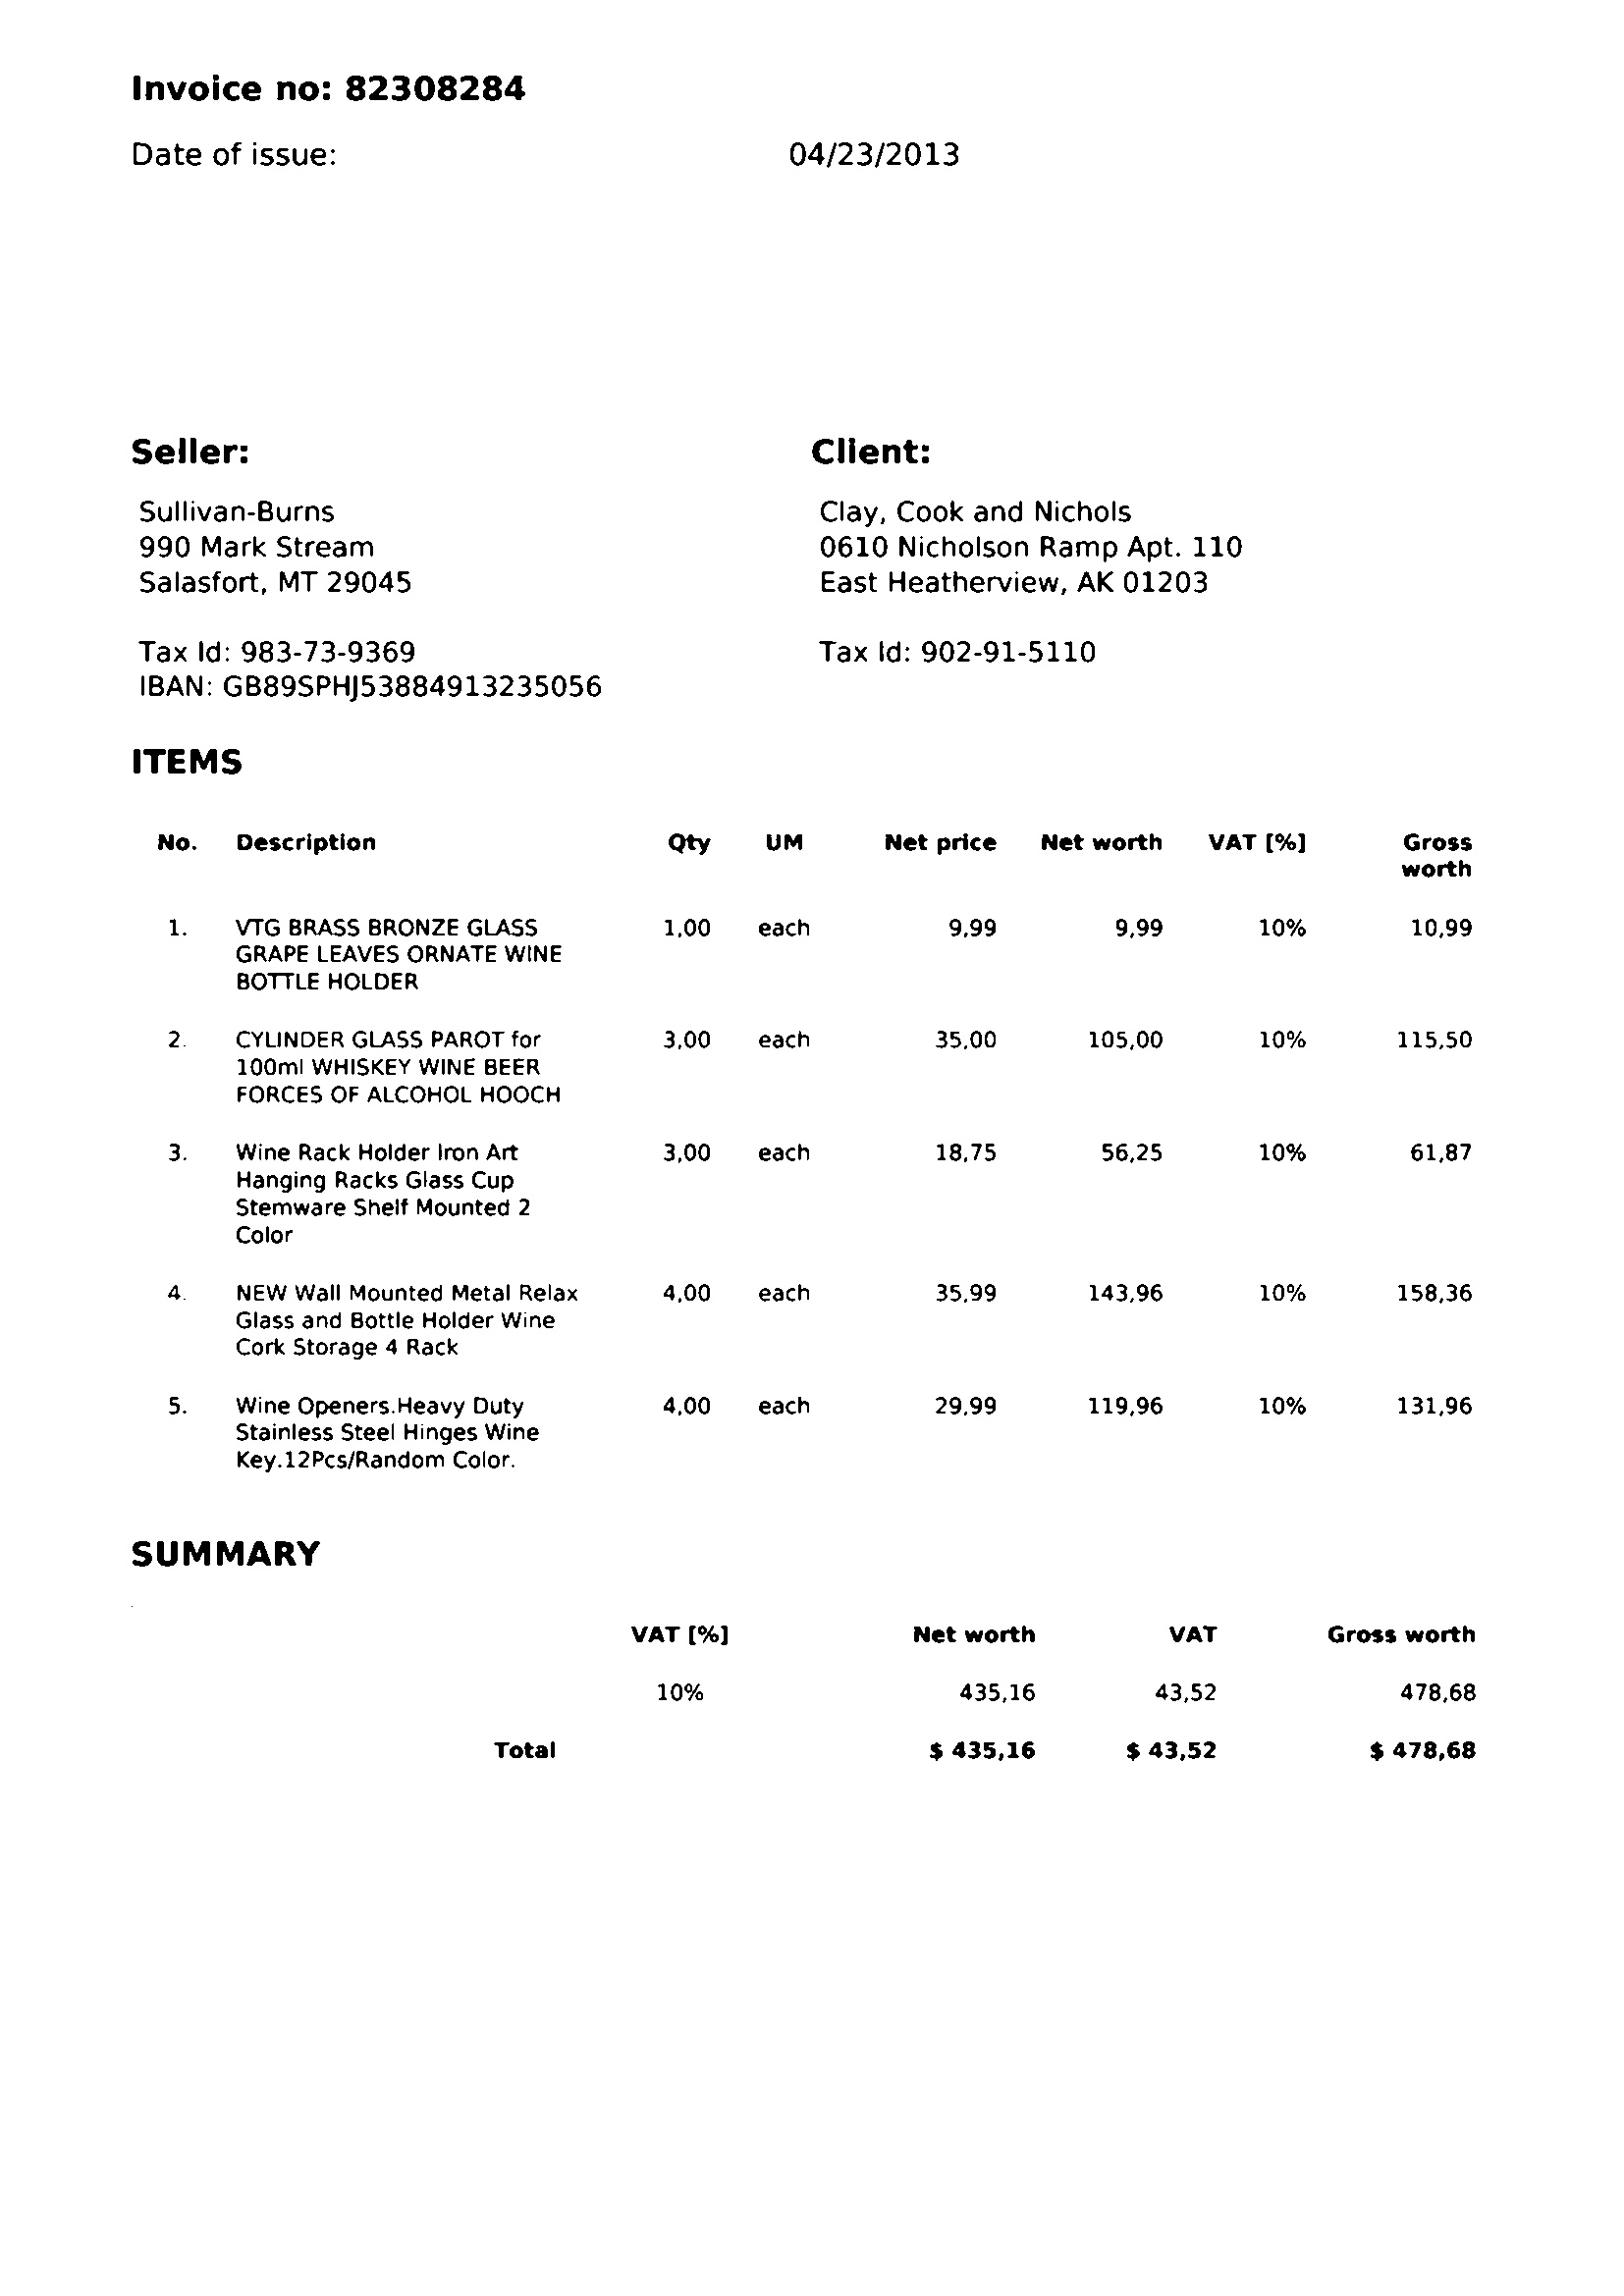 Invoice no: 82308284
Date of issue: 04/23/2013
Seller: Client:
Sullivan-Burns Clay, Cook and Nichols
990 Mark Stream 0610 Nicholson Ramp Apt. 110
Salasfort, MT 29045 East Heatherview, AK 01203
Tax Id: 983-73-9369 Tax Id: 902-91-5110
IBAN: GB89SPHJ53884913235056
ITEMS
No. Description Qty UM Net price Net worth VAT [%] Gross
worth
1. VTG BRASS BRONZE GLASS 1,00 each 9,99 9,99 10% 10,99
GRAPE LEAVES ORNATE WINE
BOTTLE HOLDER
2. CYLINDER GLASS PAROT for 3,00 each 35,00 105,00 10% 115,50
100ml WHISKEY WINE BEER
FORCES OF ALCOHOL HOOCH
3. Wine Rack Holder Iron Art 3,00 each 18,75 56,25 10% 61,87
Hanging Racks Glass Cup
Stemware Shelf Mounted 2
Color
4. NEW Wall Mounted Metal Relax 4,00 each 35,99 143,96 10% 158,36
Glass and Bottle Holder Wine
Cork Storage 4 Rack
5. Wine Openers.Heavy Duty 4,00 each 29,99 119,96 10% 131,96
Stainless Steel Hinges Wine
Key.12Pcs/Random Color.
SUMMARY
VAT [%] Net worth VAT Gross worth
10% 435,16 43,52 478,68
Total $ 435,16 $ 43,52 $ 478,68